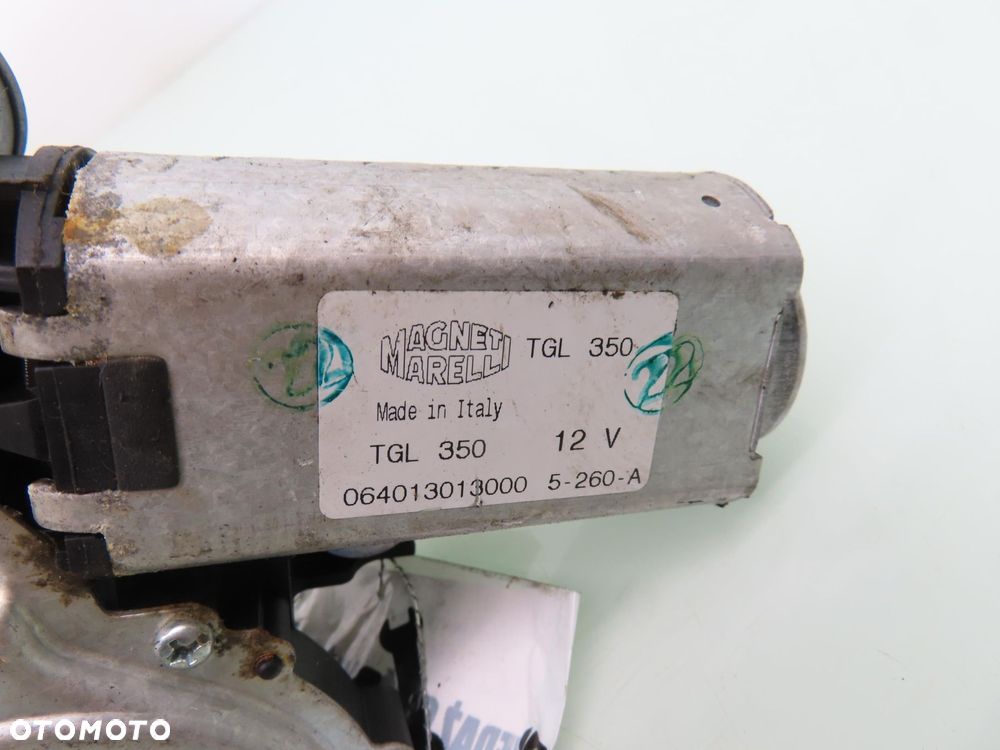 MAGNETI MARELLI TGL 350
Made in Italy
TGL 350 12 V
064013013000 5-260-A
OTOMOTO